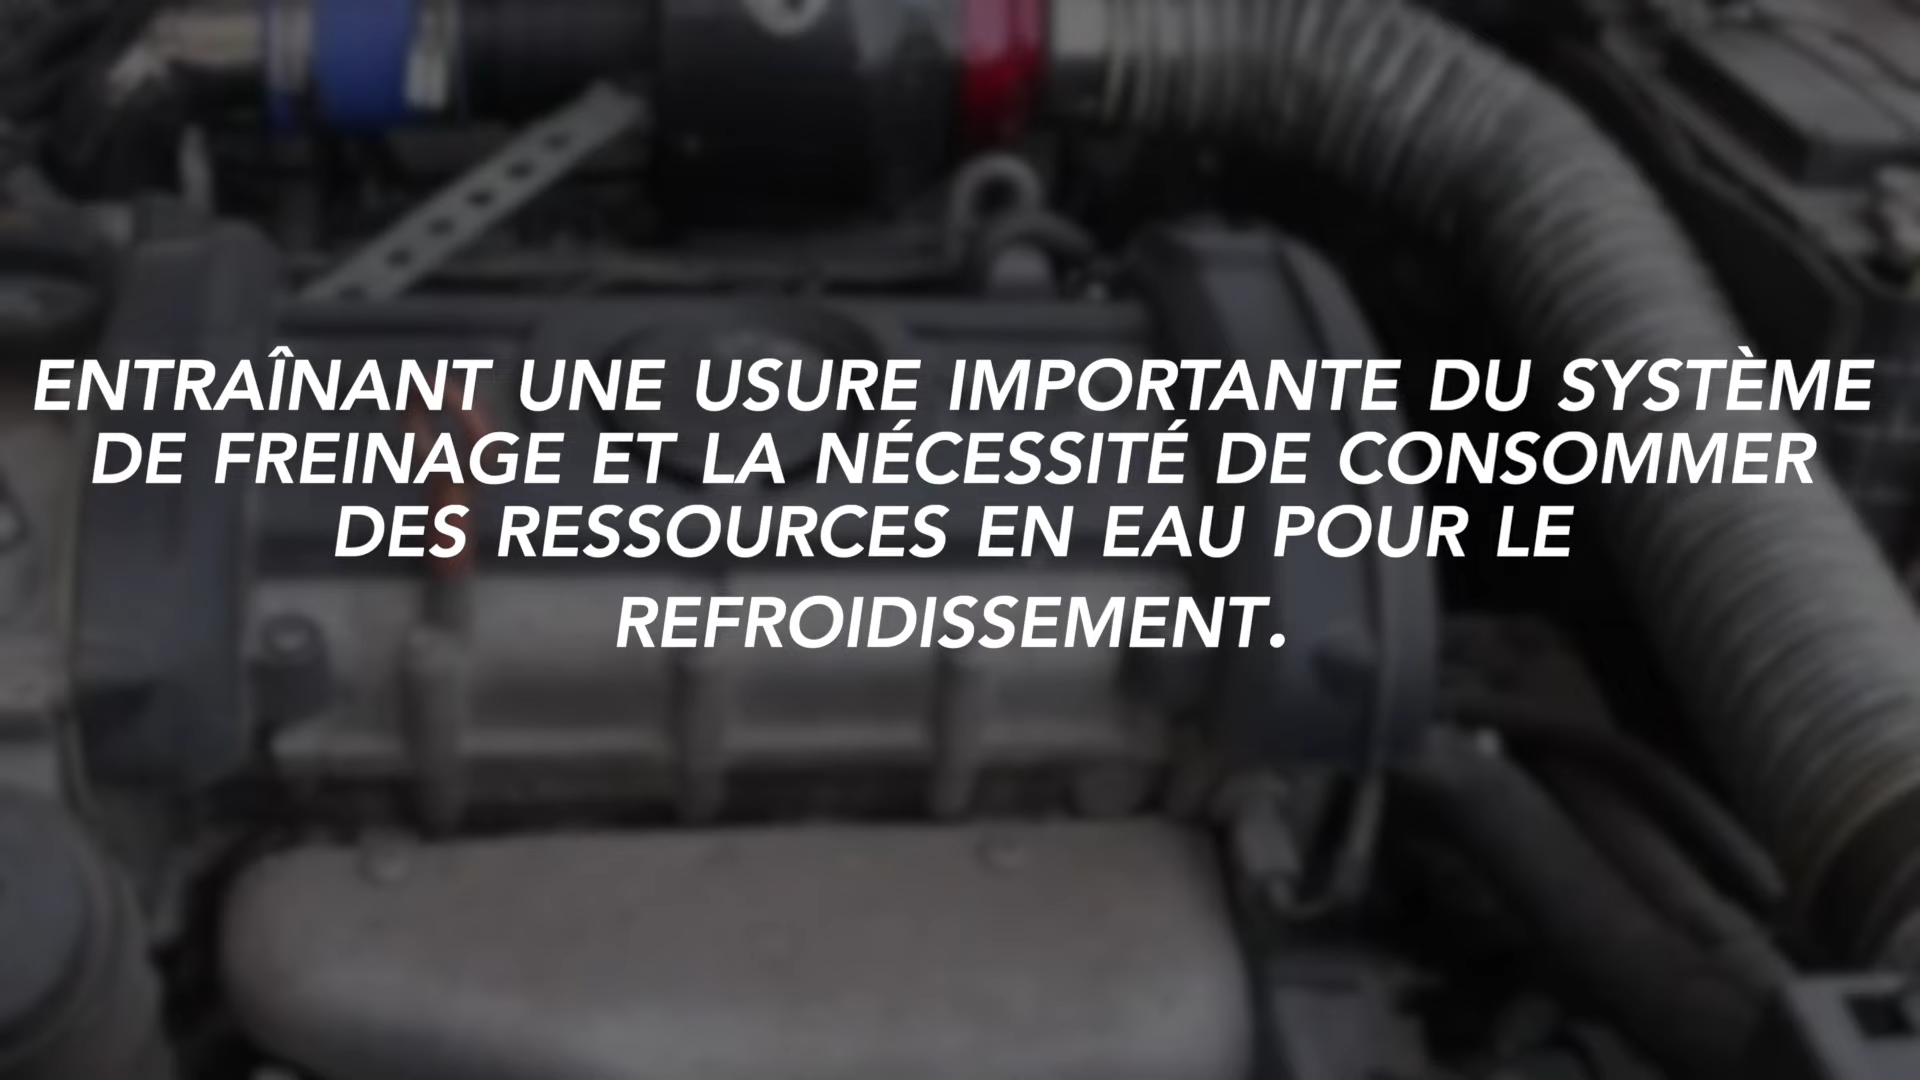 ENTRAÎNANT UNE USURE IMPORTANTE DU SYSTÈME
DE FREINAGE ET LA NÉCESSITÉ DE CONSOMMER
DES RESSOURCES EN EAU POUR LE
REFROIDISSEMENT.